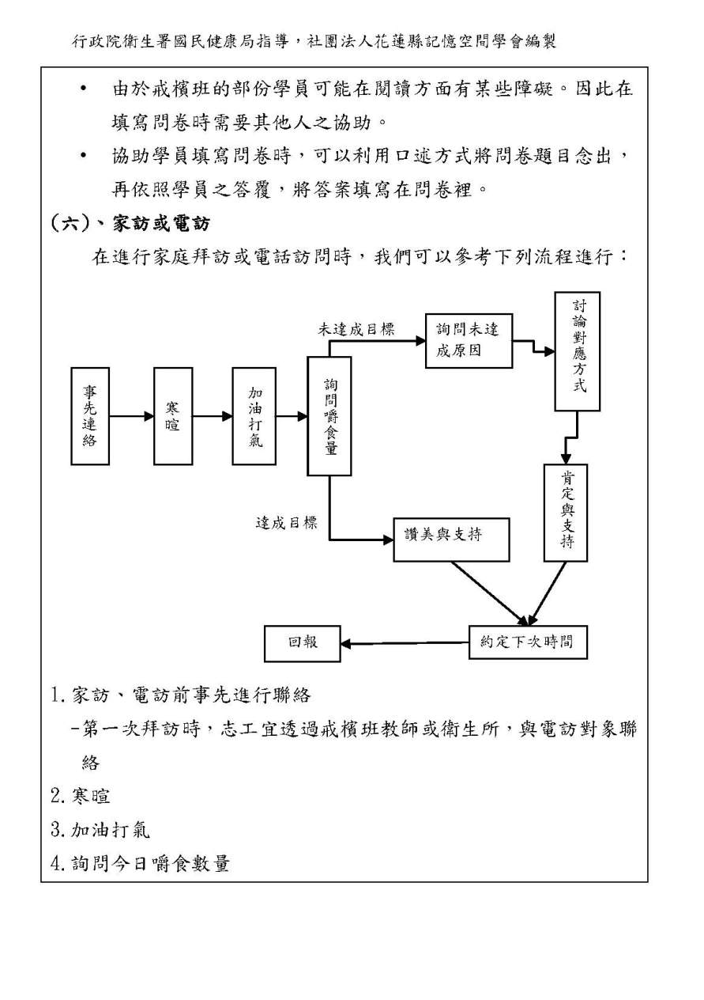 行政院衛生署國民健康局指導，社團法人花蓮縣記憶空間學會編製
• 由於戒檳班的部份學員可能在閱讀方面有某些障礙。因此在
填寫問卷時需要其他人之協助。
• 協助學員填寫問卷時，可以利用口述方式將問卷題目念出，
再依照學員之答覆，將答案填寫在問卷裡。
(六)、家訪或電訪
在進行家庭拜訪或電話訪問時，我們可以參考下列流程進行：
事先連絡
寒暄
加油打氣
詢問嚼食量
未達成目標
詢問未達
成原因
討論對應方式
肯定與支持
達成目標
讚美與支持
約定下次時間
回報
1.家訪、電訪前事先進行聯絡
-第一次拜訪時，志工宜透過戒檳班教師或衛生所，與電訪對象聯
絡
2.寒暄
3.加油打氣
4.詢問今日嚼食數量